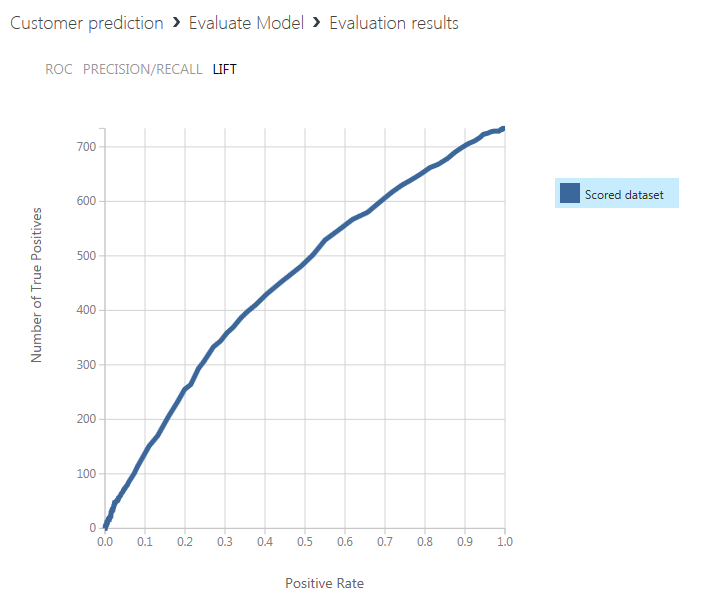 Customer prediction › Evaluate Model › Evaluation results
ROC PRECISION/RECALL LIFT
700
600
500
400
300
200
100
0
0.0 0.1 0.2 0.3 0.4 0.5 0.6 0.7 0.8 0.9 1.0
Number of True Positives
Positive Rate
Scored dataset